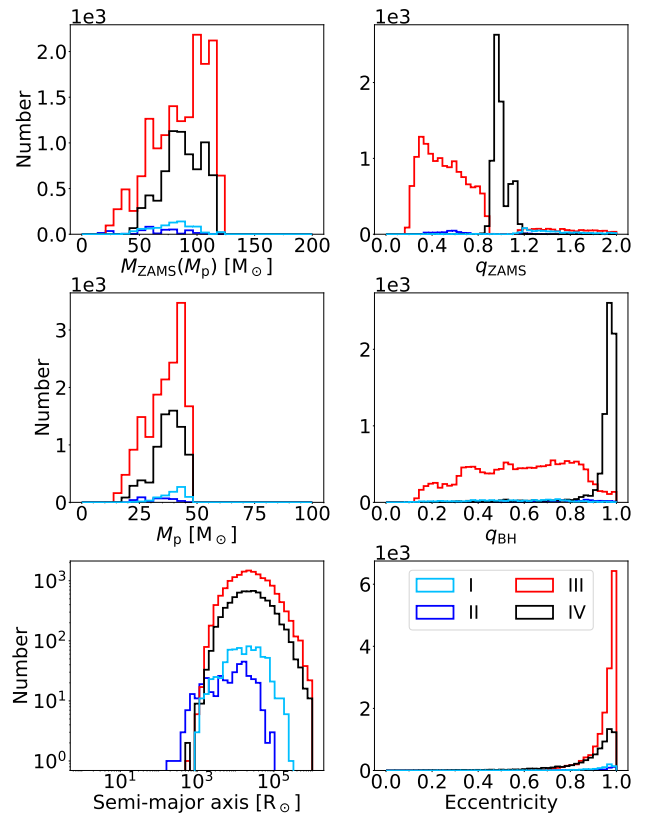 1e3 1e3
Number
2.0
1.5
1.0
0.5
0.0
0 50 100 150 200
M_ZAMS(M_p) [M_⊙]
2
1
0
0.0 0.4 0.8 1.2 1.6 2.0
q_ZAMS
1e3 1e3
Number
3
2
1
0
0 25 50 75 100
M_p [M_⊙]
2
1
0
0.0 0.2 0.4 0.6 0.8 1.0
q_BH
Number
10^3
10^2
10^1
10^0
10^1 10^3 10^5
Semi-major axis [R_⊙]
1e3
6
4
2
0
I III
II IV
0.0 0.2 0.4 0.6 0.8 1.0
Eccentricity